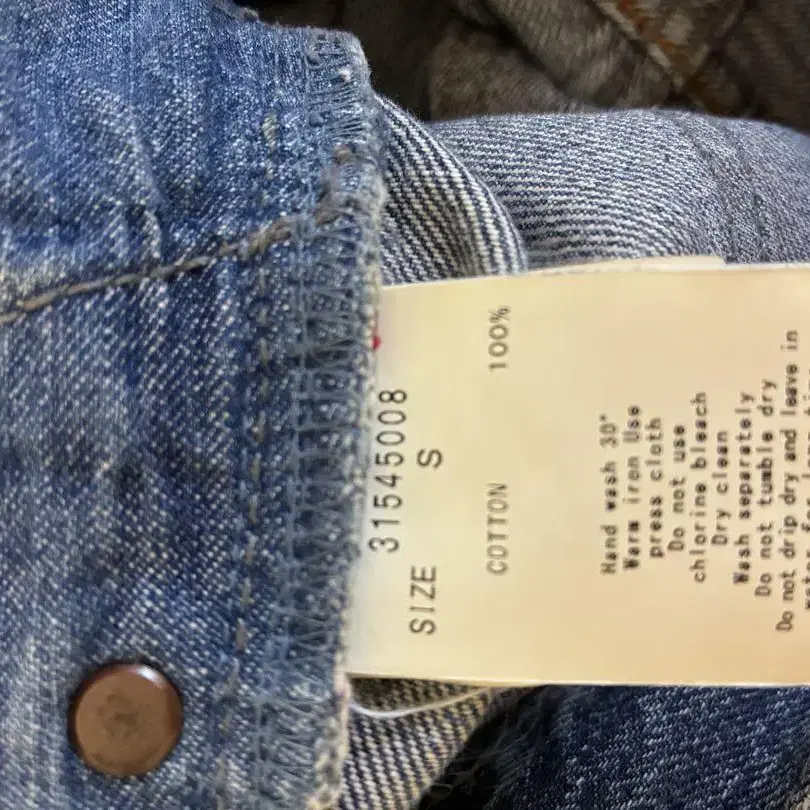 31545008
SIZE S
COTTON 100%
Hand wash 30°
Warm iron Use
press cloth
Do not use
chlorine bleach
Dry clean
Wash separately
Do not tumble dry
Do not drip dry and leave in